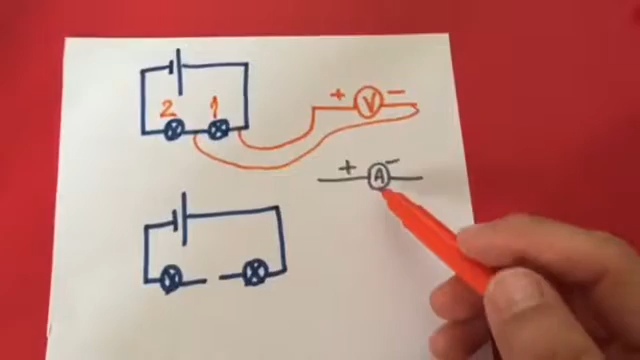 2 1
+ V −
+ A −